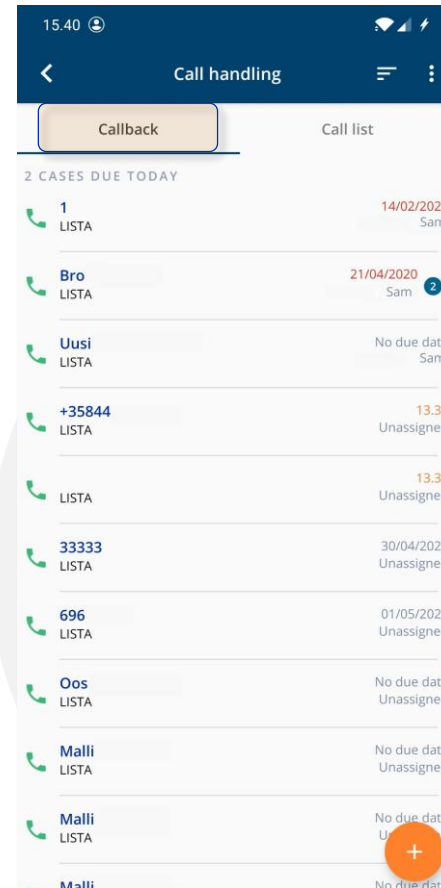 15.40
Call handling
Callback
Call list
2 CASES DUE TODAY
1
14/02/202
LISTA
Sam
Bro
21/04/2020
2
LISTA
Sam
Uusi
No due dat
LISTA
Sam
+35844
13.3
LISTA
Unassigne
13.3
LISTA
Unassigne
33333
30/04/202
LISTA
Unassigne
696
01/05/202
LISTA
Unassigne
Oos
No due dat
LISTA
Unassigne
Malli
No due dat
LISTA
Unassigne
Malli
No due dat
LISTA
+
Malli
No due dat